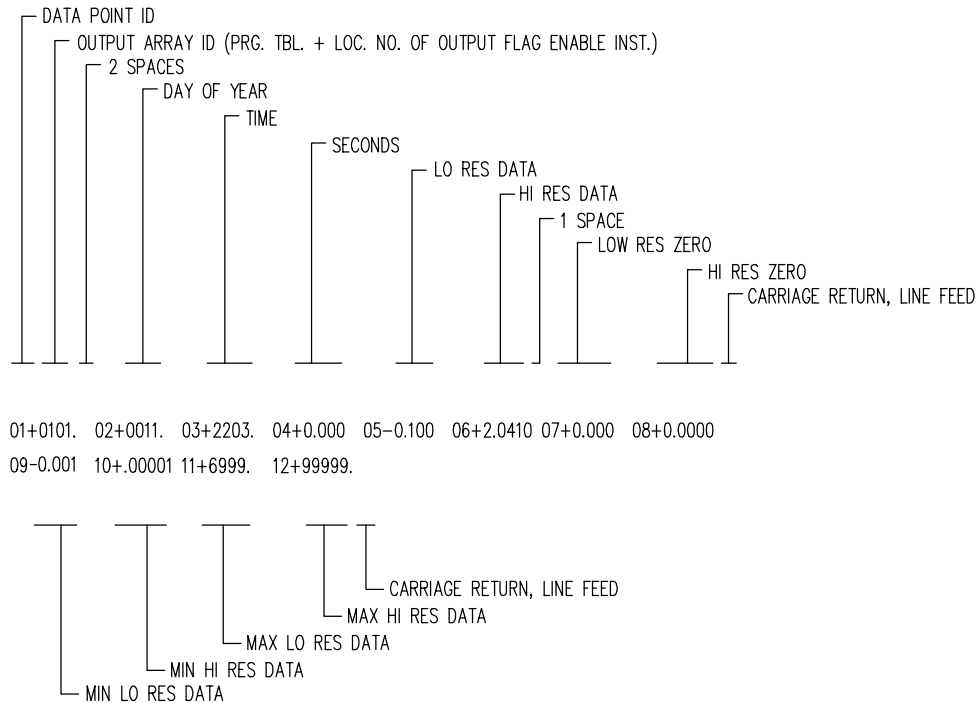 DATA POINT ID
OUTPUT ARRAY ID (PRG. TBL. + LOC. NO. OF OUTPUT FLAG ENABLE INST.)
2 SPACES
DAY OF YEAR
TIME
SECONDS
LO RES DATA
HI RES DATA
1 SPACE
LOW RES ZERO
HI RES ZERO
CARRIAGE RETURN, LINE FEED
01+0101. 02+0011. 03+2203. 04+0.000 05-0.100 06+2.0410 07+0.000 08+0.0000
09-0.001 10+.00001 11+6999. 12+99999.
CARRIAGE RETURN, LINE FEED
MAX HI RES DATA
MAX LO RES DATA
MIN HI RES DATA
MIN LO RES DATA